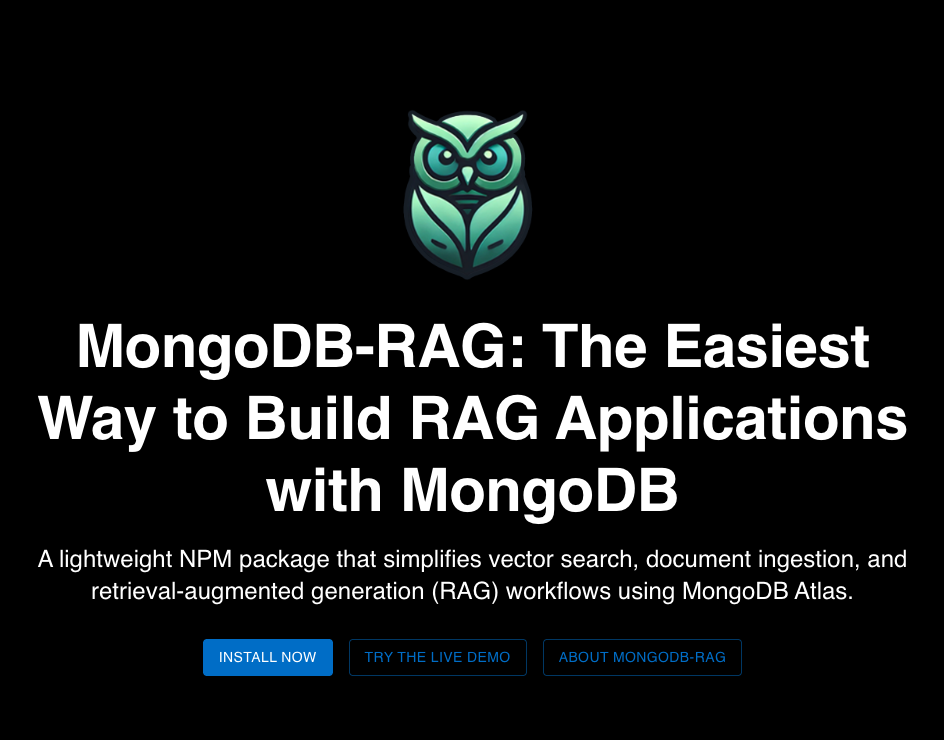 MongoDB-RAG: The Easiest
Way to Build RAG Applications
with MongoDB
A lightweight NPM package that simplifies vector search, document ingestion, and
retrieval-augmented generation (RAG) workflows using MongoDB Atlas.
INSTALL NOW
TRY THE LIVE DEMO
ABOUT MONGODB-RAG